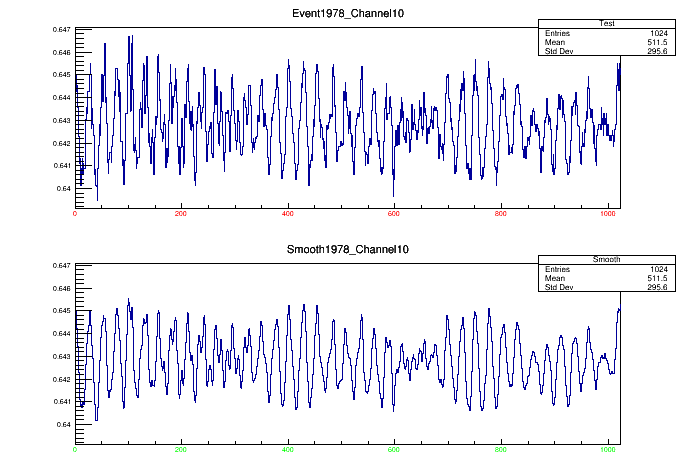 Event1978_Channel10
Test
Entries 1024
Mean 511.5
Std Dev 295.6
0.647
0.646
0.645
0.644
0.643
0.642
0.641
0.64
0 200 400 600 800 1000
Smooth1978_Channel10
Smooth
Entries 1024
Mean 511.5
Std Dev 295.6
0.647
0.646
0.645
0.644
0.643
0.642
0.641
0.64
0 200 400 600 800 1000